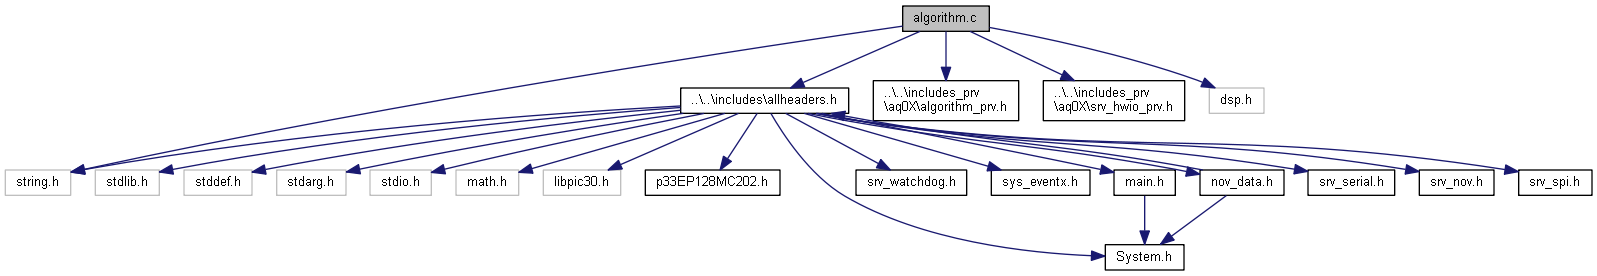 algorithm.c
..\..\includes\allheaders.h
..\..\includes_prv
\aq0X\algorithm_prv.h
..\..\includes_prv
\aq0X\srv_hwio_prv.h
dsp.h
string.h
stdlib.h
stddef.h
stdarg.h
stdio.h
math.h
libpic30.h
p33EP128MC202.h
srv_watchdog.h
sys_eventx.h
main.h
nov_data.h
srv_serial.h
srv_nov.h
srv_spi.h
System.h